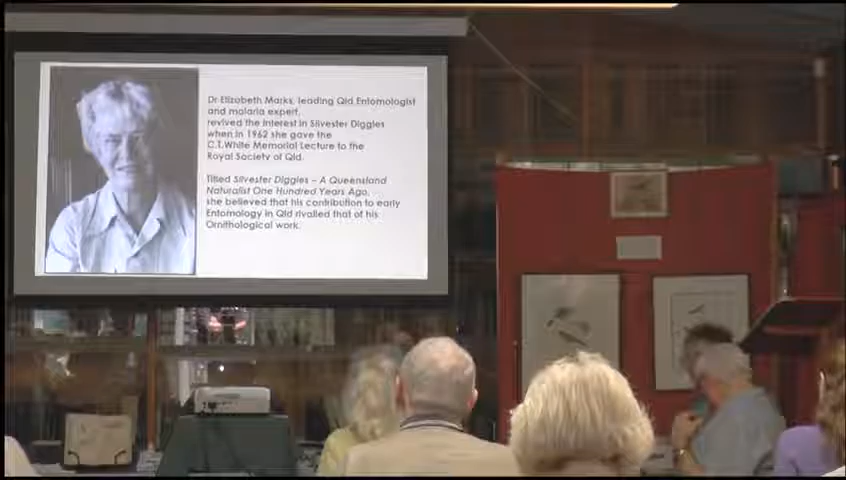 Dr Elizabeth Marks, leading Qld Entomologist
and malaria expert,
revived the interest in Silvester Diggles
when in 1962 she gave the
C.T.White Memorial Lecture to the
Royal Society of Qld.
Titled Silvester Diggles – A Queensland
Naturalist One Hundred Years Ago,
she believed that his contribution to early
Entomology in Qld rivalled that of his
Ornithological work.